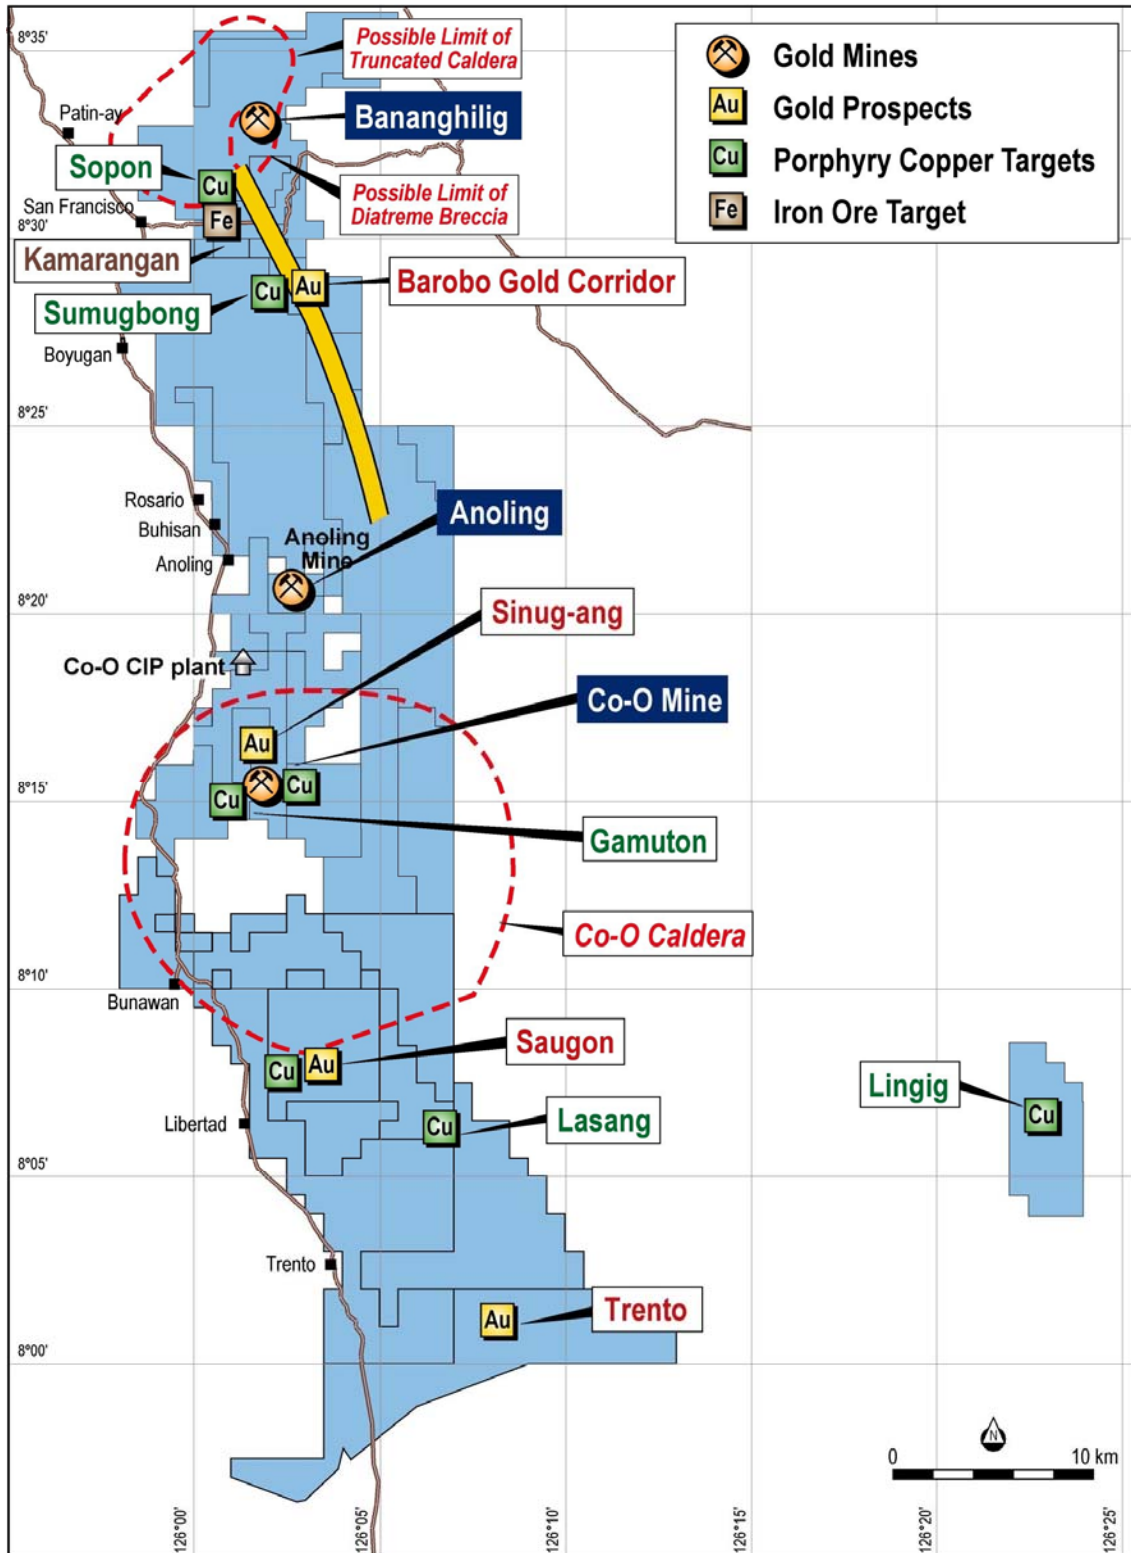 8°35'
Possible Limit of
Truncated Caldera
Gold Mines
Au
Gold Prospects
Cu
Porphyry Copper Targets
Fe
Iron Ore Target
Patin-ay
Bananghilig
Sopon
Cu
Possible Limit of
Diatreme Breccia
San Francisco
Fe
8°30'
Kamarangan
Cu
Au
Barobo Gold Corridor
Sumugbong
Boyugan
8°25'
Rosario
Anoling
Buhisan
Anoling
Mine
Anoling
8°20'
Sinug-ang
Co-O CIP plant
Co-O Mine
Au
Cu
Cu
8°15'
Gamuton
Co-O Caldera
8°10'
Bunawan
Saugon
Cu
Au
Lingig
Cu
Libertad
Cu
Lasang
8°05'
Trento
Au
Trento
8°00'
N
0
10 km
126°00'
126°05'
126°10'
126°15'
126°20'
126°25'